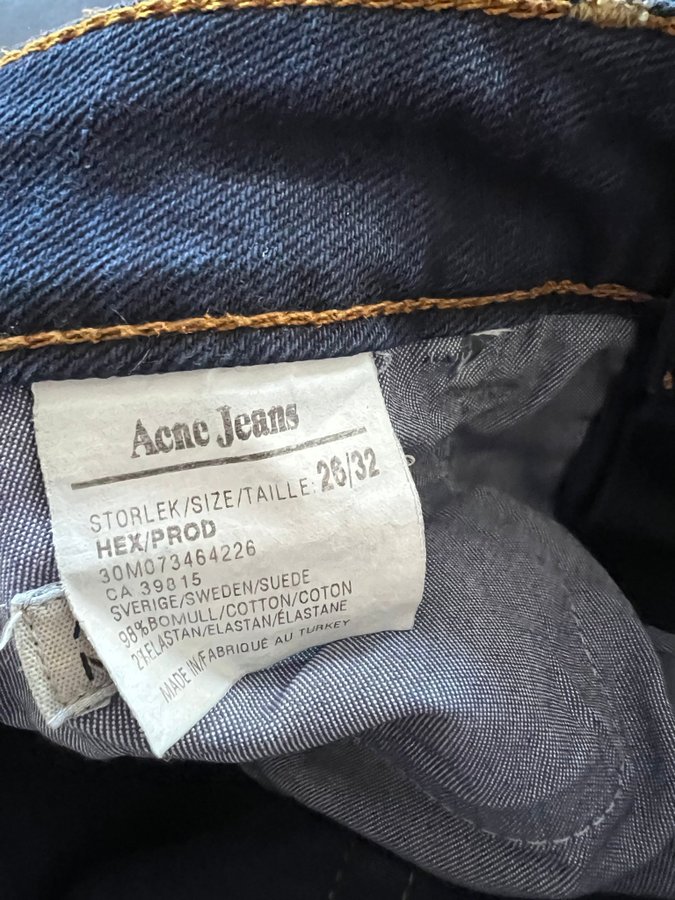 Acne Jeans
STORLEK/SIZE/TAILLE: 26/32
HEX/PROD
30M073464226
CA 39815
SVERIGE/SWEDEN/SUEDE
98%BOMULL/COTTON/COTON
2%ELASTAN/ELASTAN/ÉLASTANE
MADE IN/FABRIQUÉ AU TURKEY